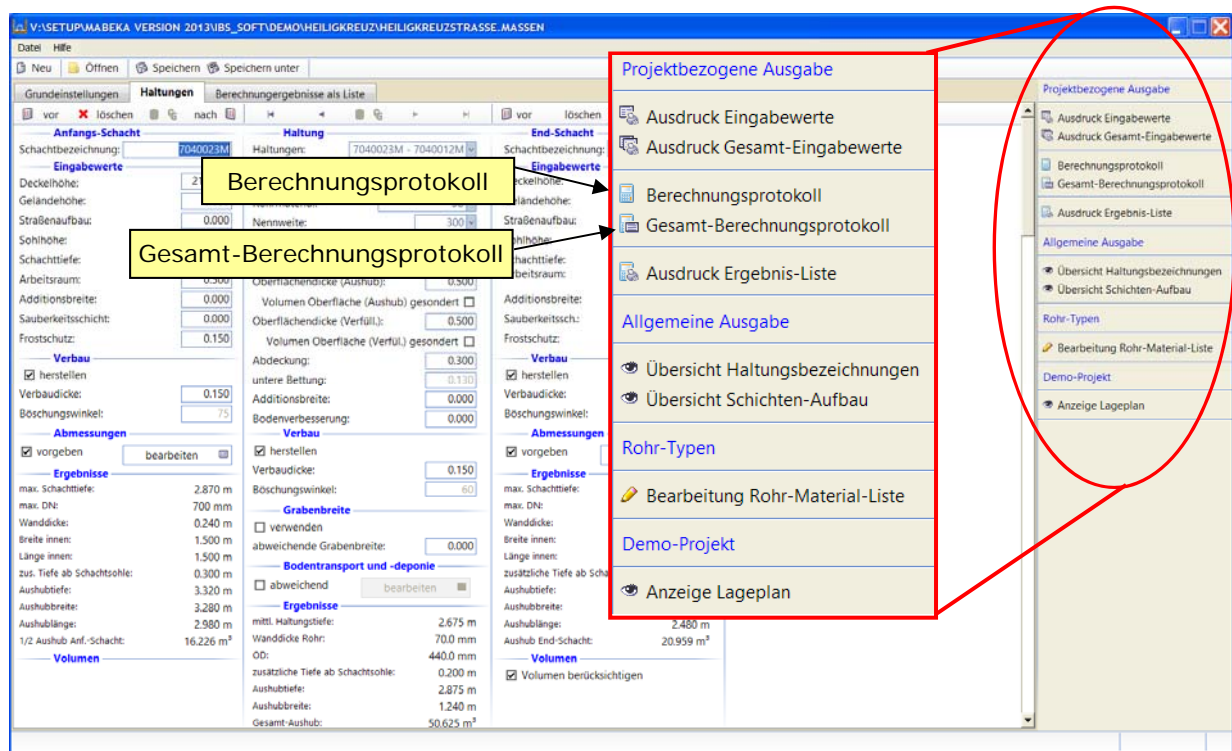 V:\SETUP\MABEKA VERSION 2013\IBS_SOFT\DEMO\HEILIGKREUZ\HEILIGKREUZSTRASSE.MASSEN
Datei Hilfe
Neu Öffnen Speichern Speichern unter
Grundeinstellungen Haltungen Berechnungergebnisse als Liste
vor löschen nach
Anfangs-Schacht
Schachtbezeichnung: 7040023M
Eingabewerte
Deckelhöhe:
Geländehöhe:
Straßenaufbau: 0.000
Sohlhöhe:
Schachttiefe:
Arbeitsraum: 0.500
Additionsbreite: 0.000
Sauberkeitsschicht: 0.000
Frostschutz: 0.150
Verbau
herstellen
Verbaudicke: 0.150
Böschungswinkel: 75
Abmessungen
vorgeben bearbeiten
Ergebnisse
max. Schachttiefe: 2.870 m
max. DN: 700 mm
Wanddicke: 0.240 m
Breite innen: 1.500 m
Länge innen: 1.500 m
zus. Tiefe ab Schachtsohle: 0.300 m
Aushubtiefe: 3.320 m
Aushubbreite: 3.280 m
Aushublänge: 2.980 m
1/2 Aushub Anf.-Schacht: 16.226 m³
Volumen
Haltung
Haltungen: 7040023M - 7040012M
Nennweite: 300
Oberflächendicke (Aushub): 0.500
Volumen Oberfläche (Aushub) gesondert
Oberflächendicke (Verfüll.): 0.500
Volumen Oberfläche (Verfül.) gesondert
Abdeckung: 0.300
untere Bettung: 0.130
Additionsbreite: 0.000
Bodenverbesserung: 0.000
Verbau
herstellen
Verbaudicke: 0.150
Böschungswinkel: 60
Grabenbreite
verwenden
abweichende Grabenbreite: 0.000
Bodentransport und -deponie
abweichend bearbeiten
Ergebnisse
mittl. Haltungstiefe: 2.675 m
Wanddicke Rohr: 70.0 mm
OD: 440.0 mm
zusätzliche Tiefe ab Schachtsohle: 0.200 m
Aushubtiefe: 2.875 m
Aushubbreite: 1.240 m
Gesamt-Aushub: 50.625 m³
vor löschen
End-Schacht
Schachtbezeichnung:
Eingabewerte
Geländehöhe:
Straßenaufbau:
Additionsbreite:
Sauberkeitssch.:
Frostschutz:
Verbau
herstellen
Verbaudicke:
Böschungswinkel:
Abmessungen
vorgeben
Ergebnisse
max. Schachttiefe:
max. DN:
Wanddicke:
Breite innen:
Länge innen:
Aushubtiefe:
Aushubbreite:
Aushublänge: 2.480 m
Aushub End-Schacht: 20.959 m³
Volumen
Volumen berücksichtigen
Berechnungsprotokoll
Gesamt-Berechnungsprotokoll
Projektbezogene Ausgabe
Ausdruck Eingabewerte
Ausdruck Gesamt-Eingabewerte
Berechnungsprotokoll
Gesamt-Berechnungsprotokoll
Ausdruck Ergebnis-Liste
Allgemeine Ausgabe
Übersicht Haltungsbezeichnungen
Übersicht Schichten-Aufbau
Rohr-Typen
Bearbeitung Rohr-Material-Liste
Demo-Projekt
Anzeige Lageplan
Projektbezogene Ausgabe
Ausdruck Eingabewerte
Ausdruck Gesamt-Eingabewerte
Berechnungsprotokoll
Gesamt-Berechnungsprotokoll
Ausdruck Ergebnis-Liste
Allgemeine Ausgabe
Übersicht Haltungsbezeichnungen
Übersicht Schichten-Aufbau
Rohr-Typen
Bearbeitung Rohr-Material-Liste
Demo-Projekt
Anzeige Lageplan